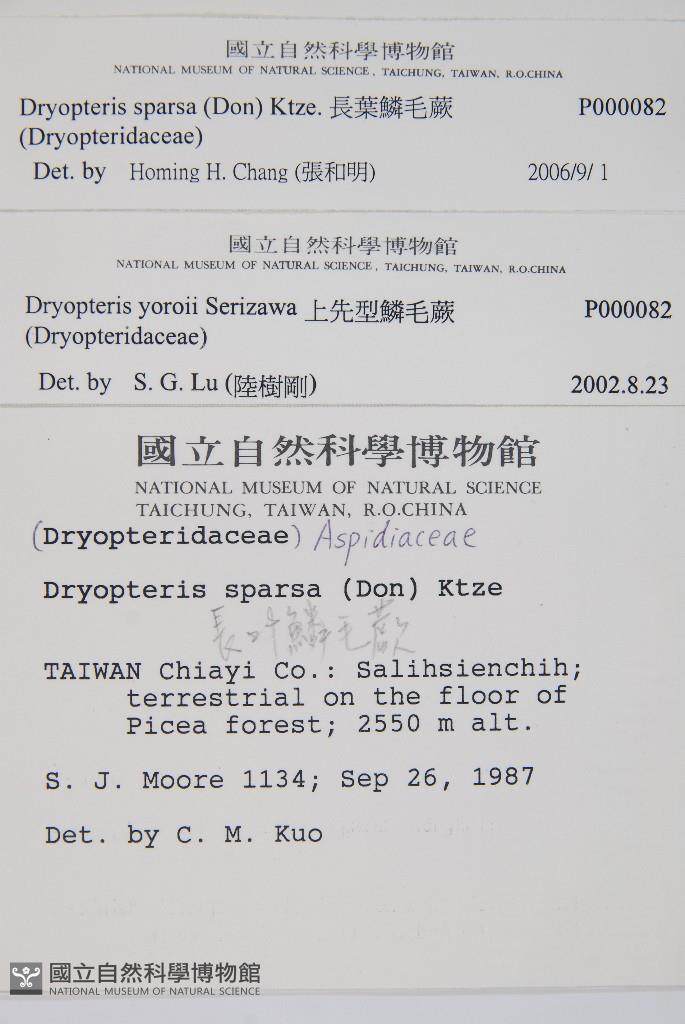 國立自然科學博物館
NATIONAL MUSEUM OF NATURAL SCIENCE, TAICHUNG, TAIWAN, R.O.CHINA
Dryopteris sparsa (Don) Ktze. 長葉鱗毛蕨 P000082
(Dryopteridaceae)
Det. by Homing H. Chang (張和明) 2006/9/ 1
國立自然科學博物館
NATIONAL MUSEUM OF NATURAL SCIENCE, TAICHUNG, TAIWAN, R.O.CHINA
Dryopteris yoroii Serizawa 上先型鱗毛蕨 P000082
(Dryopteridaceae)
Det. by S. G. Lu (陸樹剛) 2002.8.23
國立自然科學博物館
NATIONAL MUSEUM OF NATURAL SCIENCE
TAICHUNG, TAIWAN, R.O.CHINA
(Dryopteridaceae) Aspidiaceae
Dryopteris sparsa (Don) Ktze
長叶鱗毛蕨
TAIWAN Chiayi Co.: Salihsienchih;
terrestrial on the floor of
Picea forest; 2550 m alt.
S. J. Moore 1134; Sep 26, 1987
Det. by C. M. Kuo
國立自然科學博物館
NATIONAL MUSEUM OF NATURAL SCIENCE